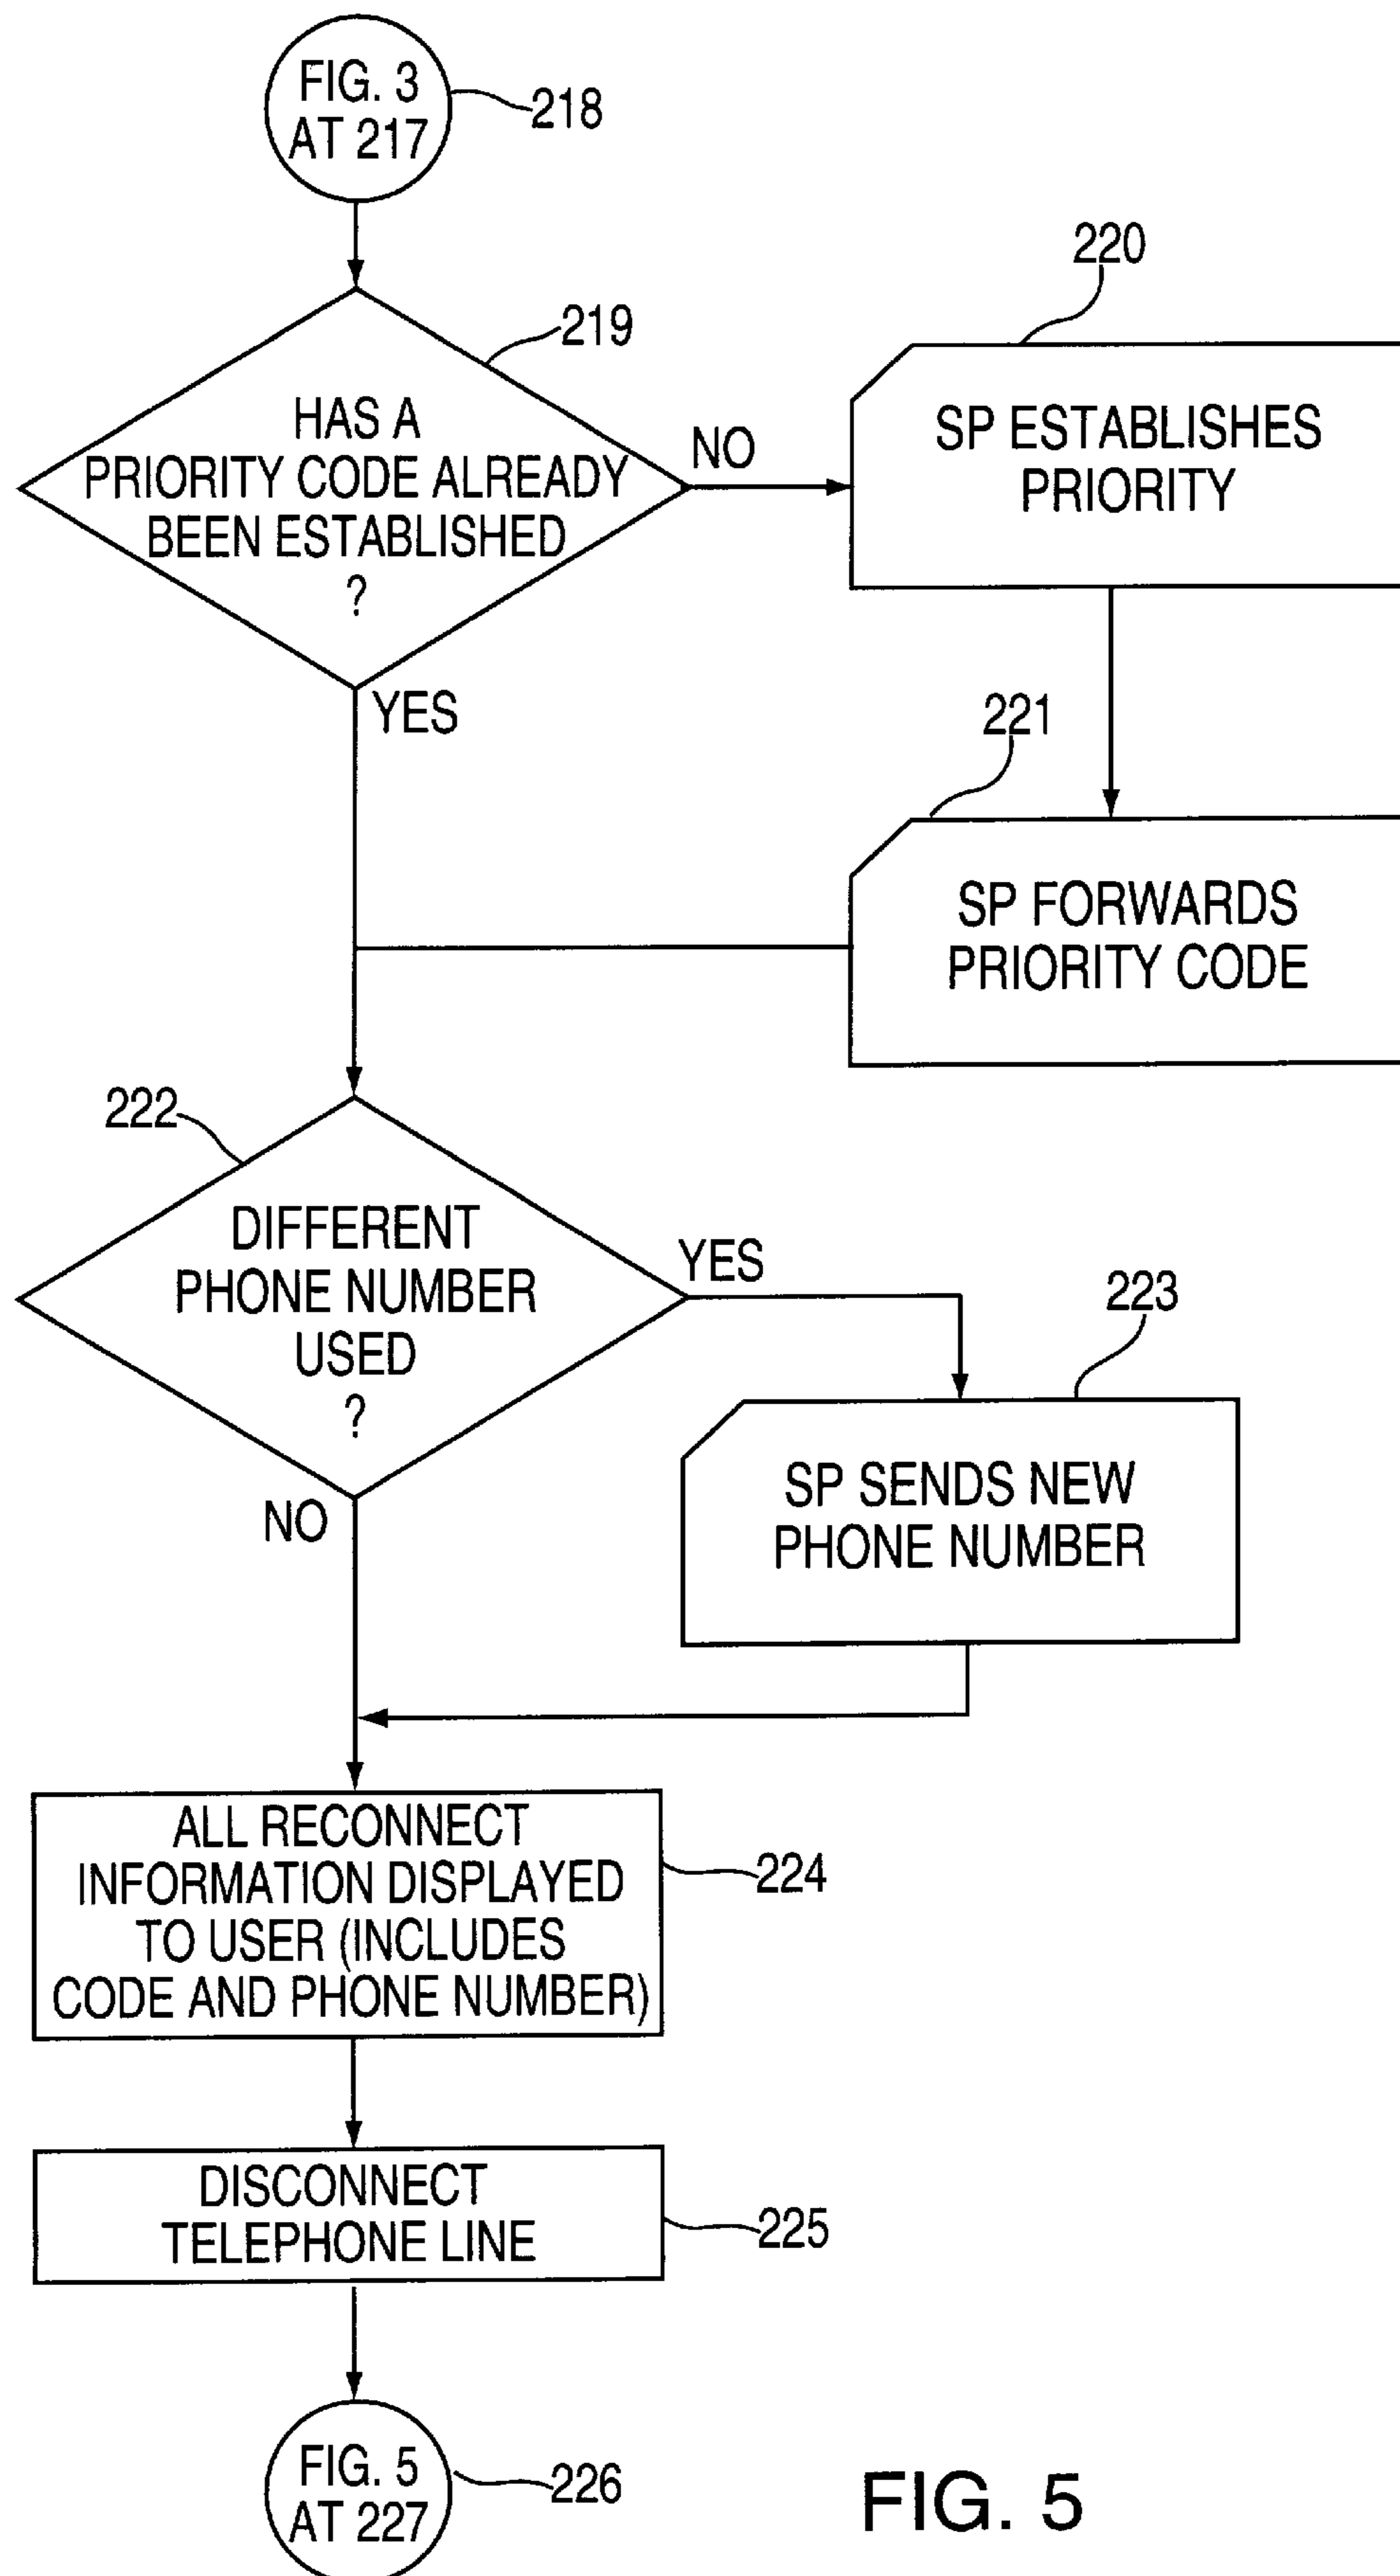 FIG. 3
AT 217
218
219
HAS A
PRIORITY CODE ALREADY
BEEN ESTABLISHED
?
NO
YES
220
SP ESTABLISHES
PRIORITY
221
SP FORWARDS
PRIORITY CODE
222
DIFFERENT
PHONE NUMBER
USED
?
YES
NO
223
SP SENDS NEW
PHONE NUMBER
ALL RECONNECT
INFORMATION DISPLAYED
TO USER (INCLUDES
CODE AND PHONE NUMBER)
224
DISCONNECT
TELEPHONE LINE
225
FIG. 5
AT 227
226
FIG. 5